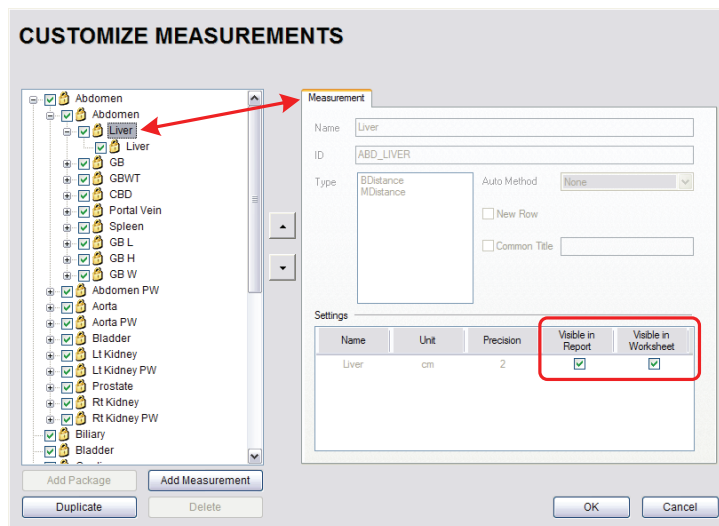 CUSTOMIZE MEASUREMENTS
Abdomen
Abdomen
Liver
Liver
GB
GBWT
CBD
Portal Vein
Spleen
GB L
GB H
GB W
Abdomen PW
Aorta
Aorta PW
Bladder
Lt Kidney
Lt Kidney PW
Prostate
Rt Kidney
Rt Kidney PW
Biliary
Bladder
Add Package Add Measurement
Duplicate Delete
Measurement
Name Liver
ID ABD_LIVER
Type BDistance Auto Method None
MDistance
New Row
Common Title
Settings
Name Unit Precision Visible in Report Visible in Worksheet
Liver cm 2
OK Cancel